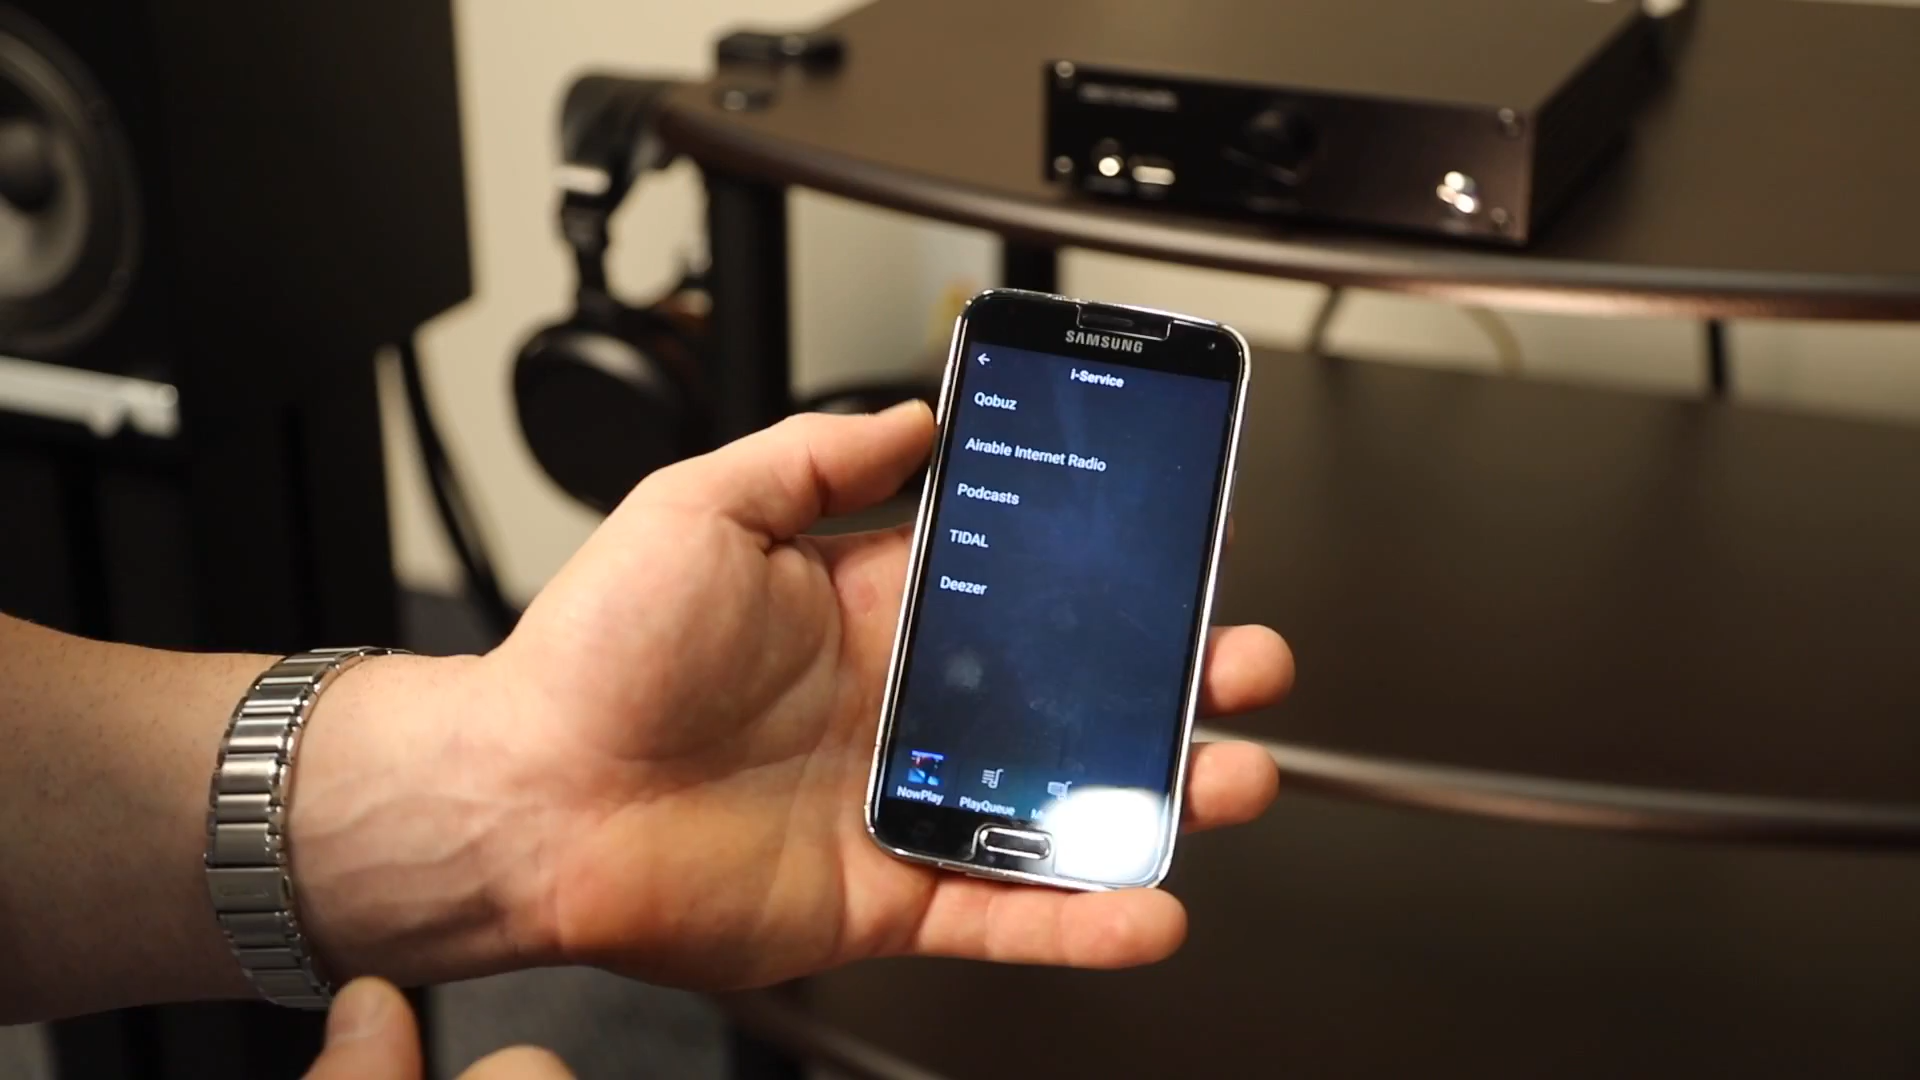 SAMSUNG
i-Service
Qobuz
Airable Internet Radio
Podcasts
TIDAL
Deezer
NowPlay
PlayQueue